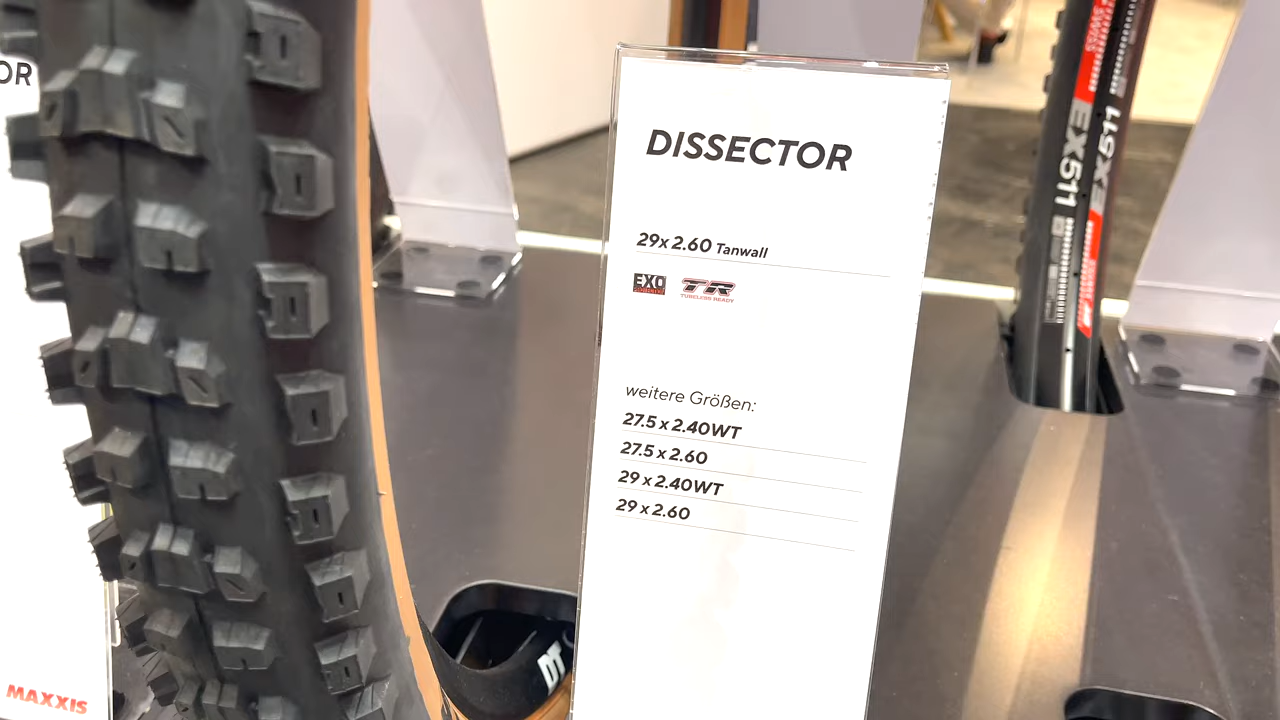 OR
MAXXIS
DISSECTOR
29x 2.60 Tanwall
EXO
TR
TUBELESS READY
weitere Größen:
27.5 x 2.40WT
27.5 x 2.60
29 x 2.40WT
29 x 2.60
DT
EX511
EX511